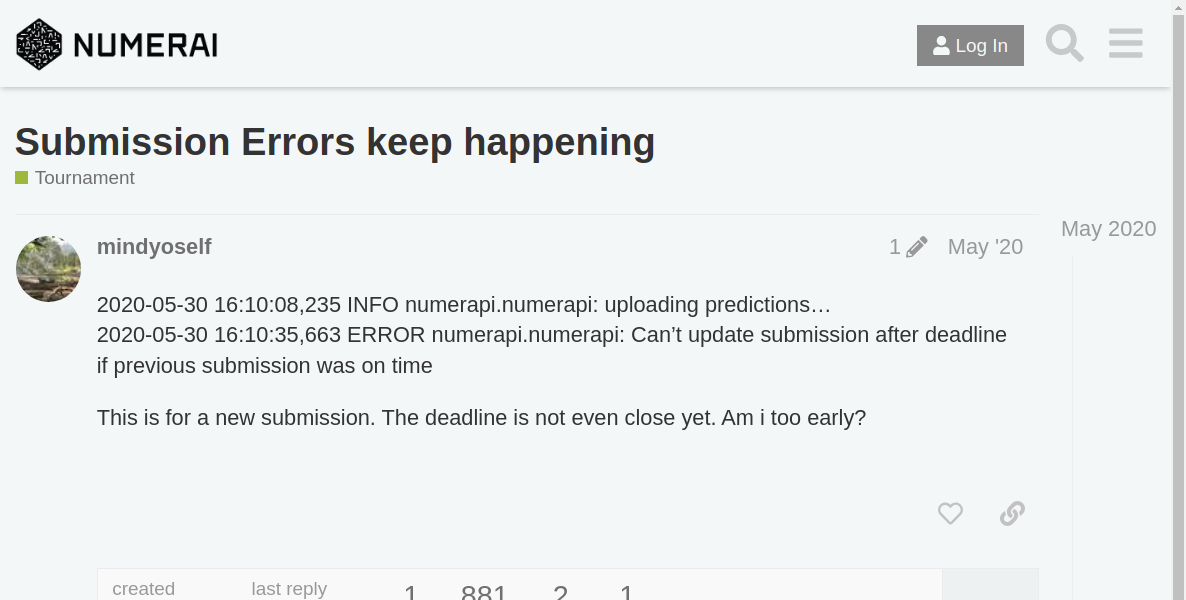 NUMERAI
Log In
Submission Errors keep happening
Tournament
mindyoself
1
May '20
May 2020
2020-05-30 16:10:08,235 INFO numerapi.numerapi: uploading predictions…
2020-05-30 16:10:35,663 ERROR numerapi.numerapi: Can’t update submission after deadline
if previous submission was on time
This is for a new submission. The deadline is not even close yet. Am i too early?
created
last reply
1
881
2
1